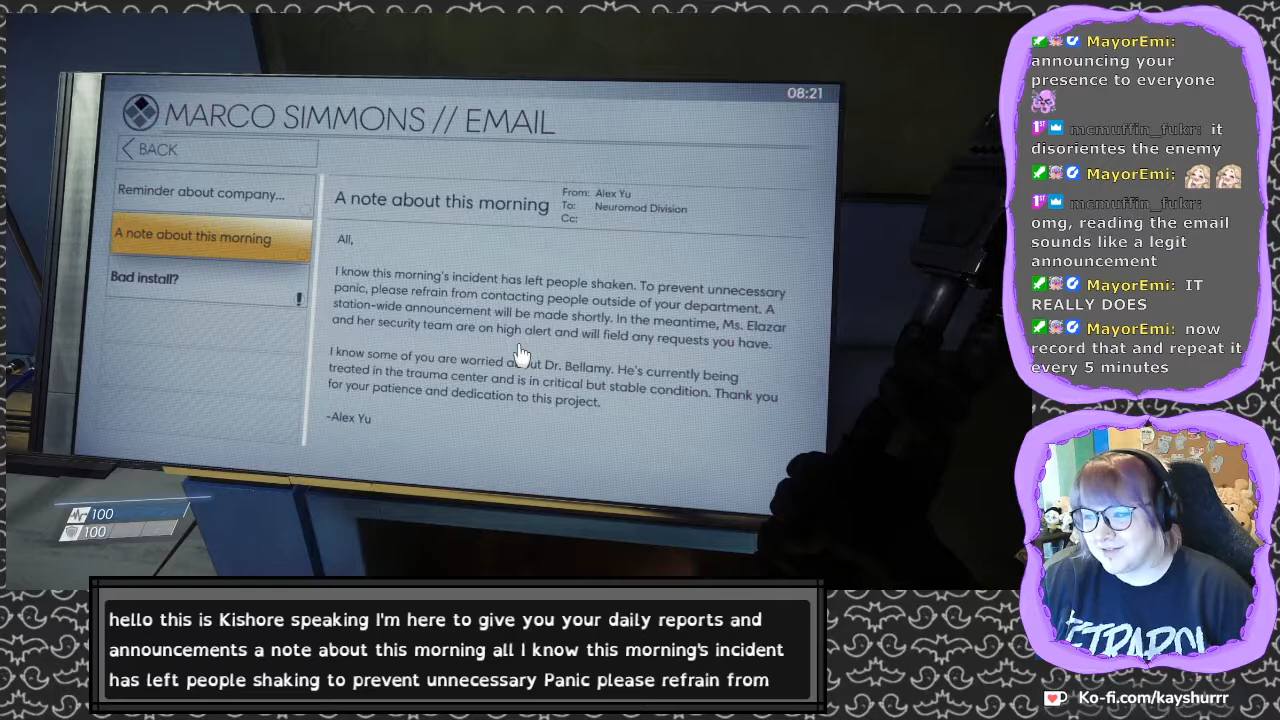 08:21
MARCO SIMMONS // EMAIL
BACK
Reminder about company...
A note about this morning
Bad install?
!
A note about this morning
From: Alex Yu
To: Neuromod Division
Cc:
All,
I know this morning's incident has left people shaken. To prevent unnecessary
panic, please refrain from contacting people outside of your department. A
station-wide announcement will be made shortly. In the meantime, Ms. Elazar
and her security team are on high alert and will field any requests you have.
I know some of you are worried about Dr. Bellamy. He's currently being
treated in the trauma center and is in critical but stable condition. Thank you
for your patience and dedication to this project.
-Alex Yu
100
100
MayorEmi:
announcing your
presence to everyone
mcmuffin_fukr: it
disorientes the enemy
MayorEmi:
mcmuffin_fukr:
omg, reading the email
sounds like a legit
announcement
MayorEmi: IT
REALLY DOES
MayorEmi: now
record that and repeat it
every 5 minutes
hello this is Kishore speaking I'm here to give you your daily reports and
announcements a note about this morning all I know this morning's incident
has left people shaking to prevent unnecessary Panic please refrain from
Ko-fi.com/kayshurrr